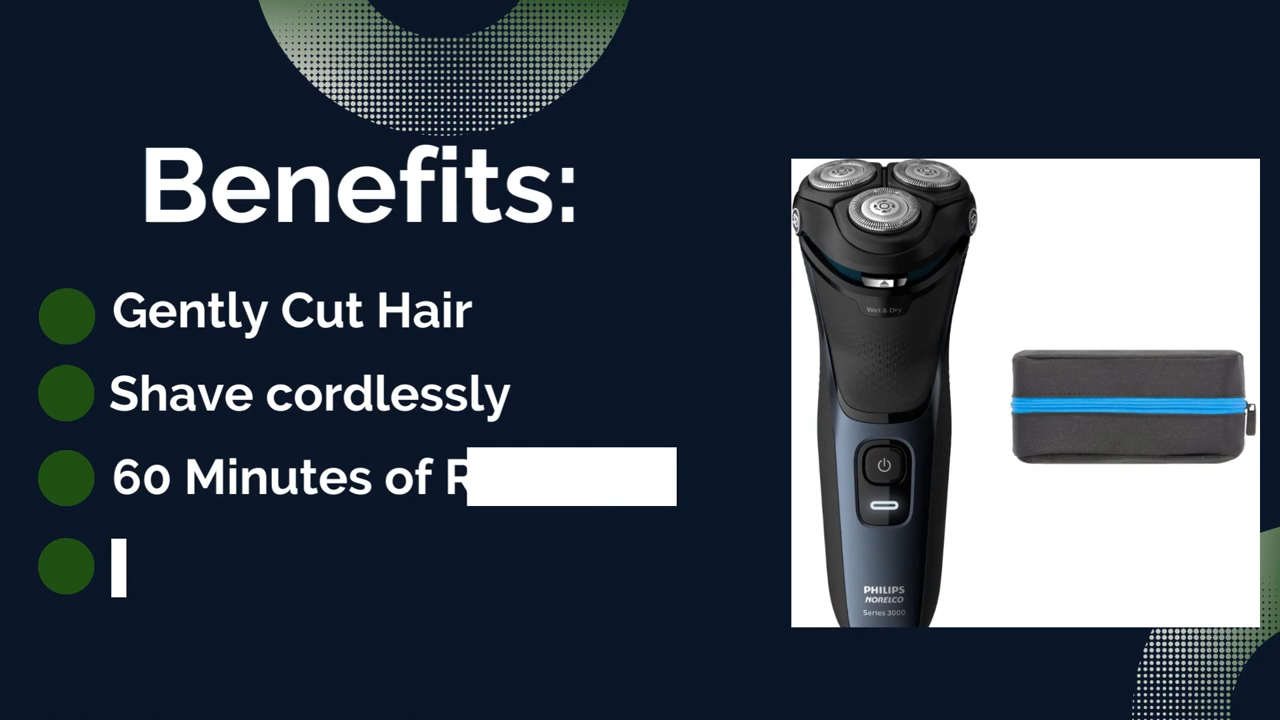 Benefits:
Gently Cut Hair
Shave cordlessly
60 Minutes of
Wet & Dry
PHILIPS
NORELCO
Series 3000